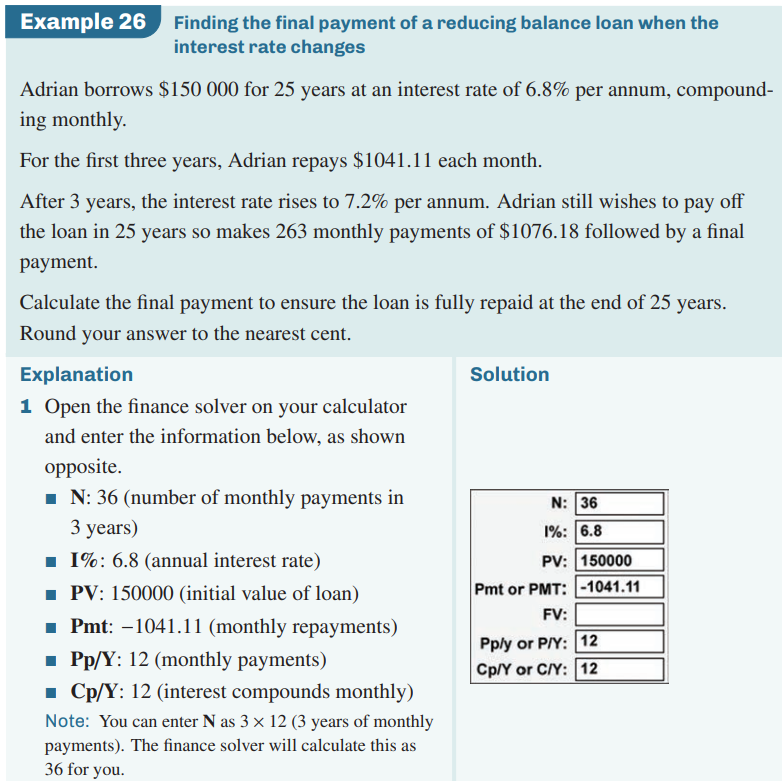 Example 26
Finding the final payment of a reducing balance loan when the
interest rate changes
Adrian borrows $150 000 for 25 years at an interest rate of 6.8% per annum, compound-
ing monthly.
For the first three years, Adrian repays $1041.11 each month.
After 3 years, the interest rate rises to 7.2% per annum. Adrian still wishes to pay off
the loan in 25 years so makes 263 monthly payments of $1076.18 followed by a final
payment.
Calculate the final payment to ensure the loan is fully repaid at the end of 25 years.
Round your answer to the nearest cent.
Explanation
1 Open the finance solver on your calculator
and enter the information below, as shown
opposite.
■ N: 36 (number of monthly payments in
3 years)
■ I%: 6.8 (annual interest rate)
■ PV: 150000 (initial value of loan)
■ Pmt: −1041.11 (monthly repayments)
■ Pp/Y: 12 (monthly payments)
■ Cp/Y: 12 (interest compounds monthly)
Note: You can enter N as 3 × 12 (3 years of monthly
payments). The finance solver will calculate this as
36 for you.
Solution
N: 36
I%: 6.8
PV: 150000
Pmt or PMT: -1041.11
FV:
Pp/y or P/Y: 12
Cp/Y or C/Y: 12